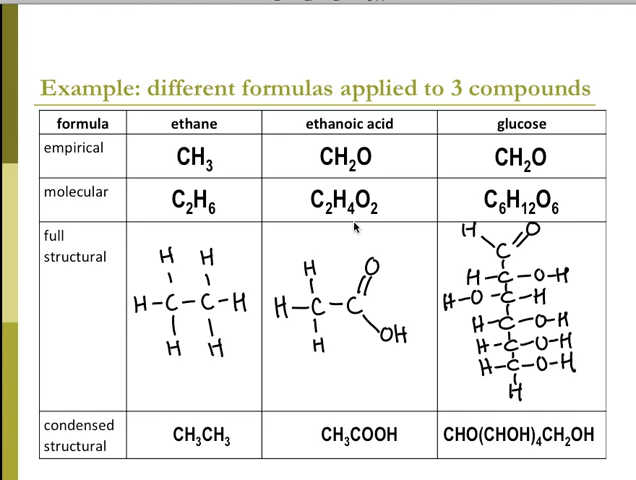 Example: different formulas applied to 3 compounds
formula ethane ethanoic acid glucose
empirical CH₃ CH₂O CH₂O
molecular C₂H₆ C₂H₄O₂ C₆H₁₂O₆
full
structural
H H
H-C-C-H
H H
H O
H-C-C
H OH
H O
C
H-C-O-H
H-O-C-H
H-C-O-H
H-C-O-H
H-C-O-H
H
condensed
structural
CH₃CH₃ CH₃COOH CHO(CHOH)₄CH₂OH